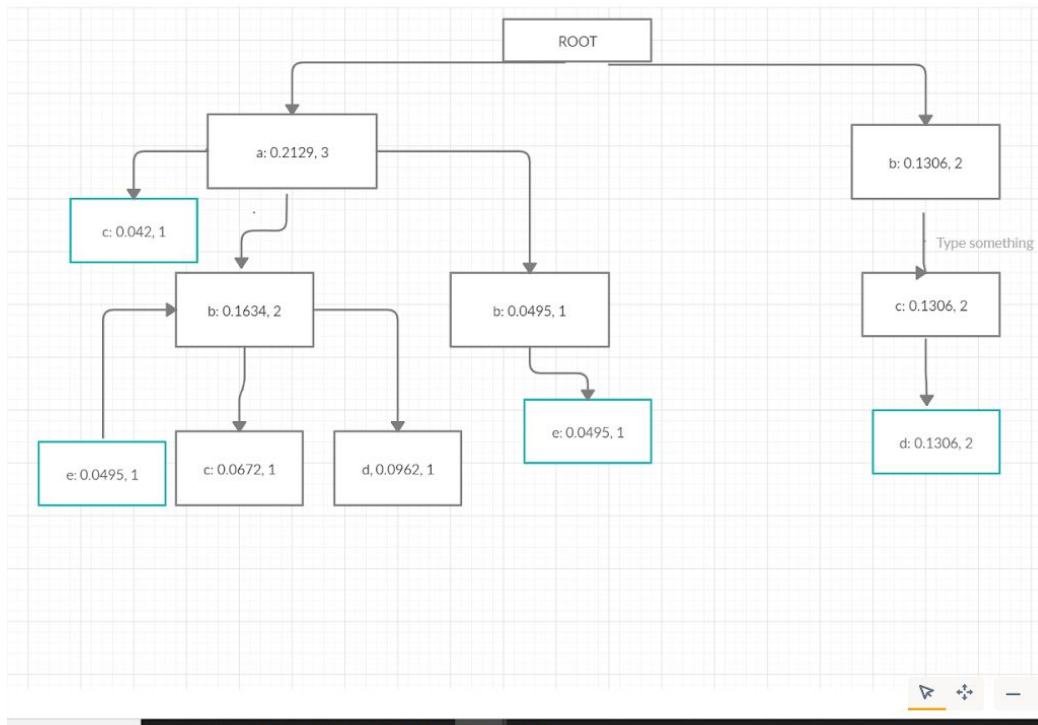 ROOT
a: 0.2129, 3
b: 0.1306, 2
c: 0.042, 1
Type something
b: 0.1634, 2
b: 0.0495, 1
c: 0.1306, 2
e: 0.0495, 1
d: 0.1306, 2
e: 0.0495, 1
c: 0.0672, 1
d, 0.0962, 1